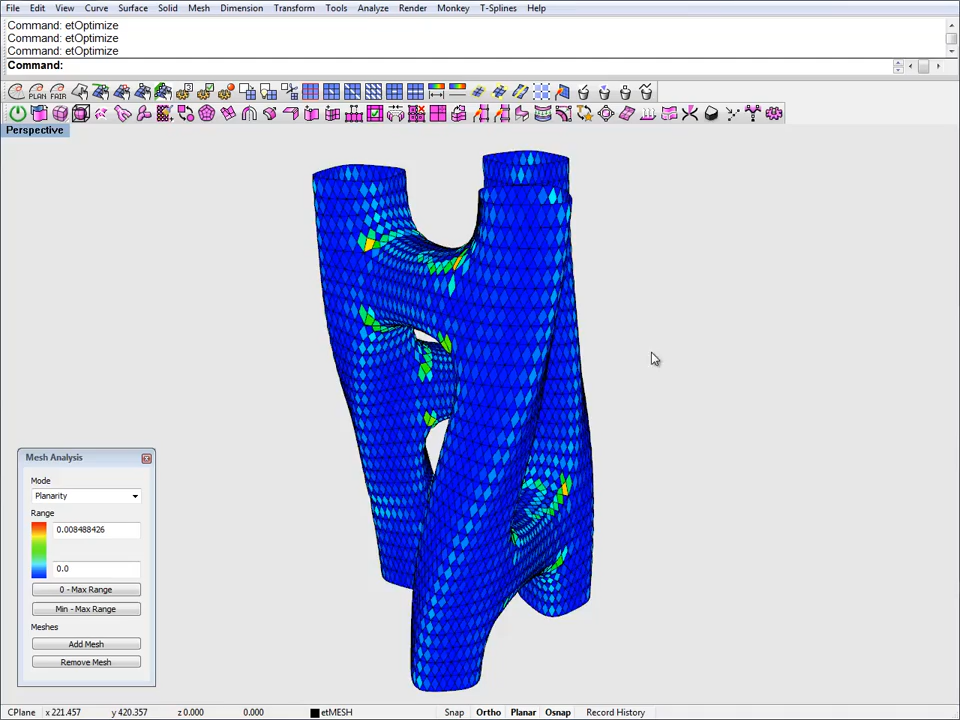 File Edit View Curve Surface Solid Mesh Dimension Transform Tools Analyze Render Monkey T-Splines Help
Command: etOptimize
Command: etOptimize
Command: etOptimize
Command:
PLAN FAIR
Perspective
Mesh Analysis
Mode
Planarity
Range
0.008488426
0.0
0 - Max Range
Min - Max Range
Meshes
Add Mesh
Remove Mesh
CPlane x 221.457 y 420.357 z 0.000 0.000 etMESH Snap Ortho Planar Osnap Record History